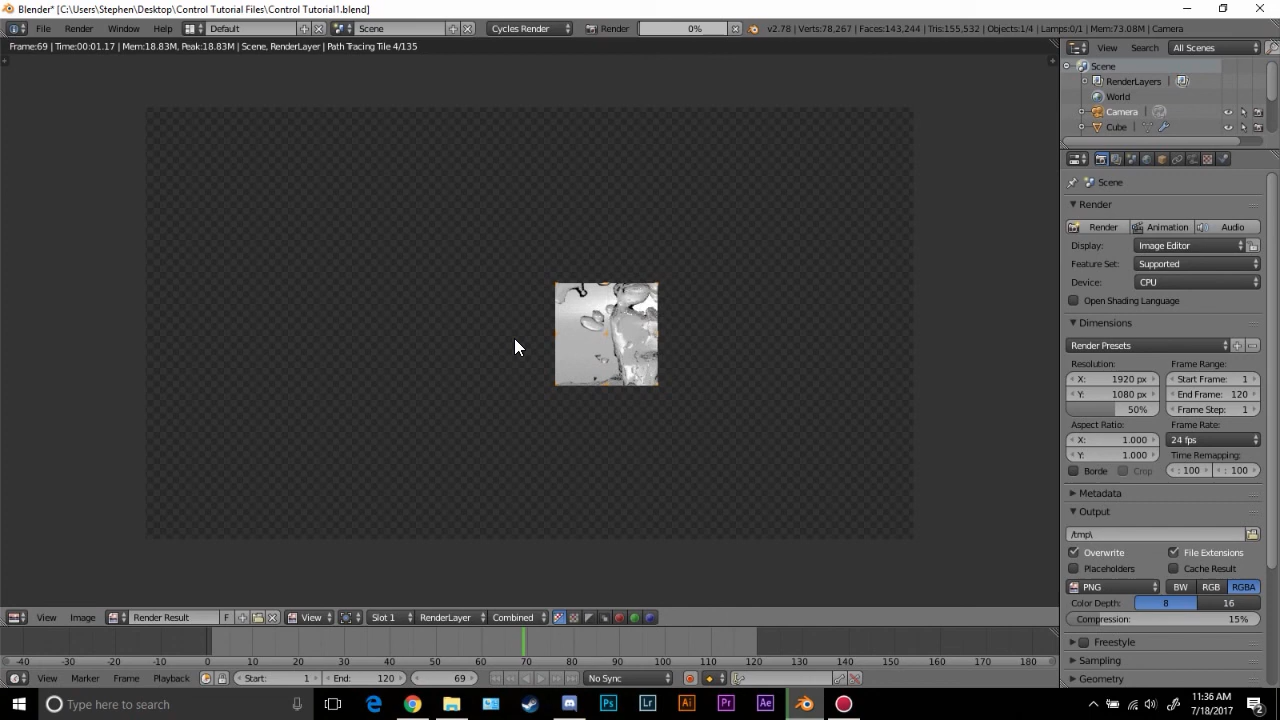 Blender* [C:\Users\Stephen\Desktop\Control Tutorial Files\Control Tutorial1.blend]
File Render Window Help Default Scene Cycles Render Render 0% v2.78 | Verts:78,267 | Faces:143,244 | Tris:155,532 | Objects:1/4 | Lamps:0/1 | Mem:73.08M | Camera
Frame:69 | Time:00:01.17 | Mem:18.83M, Peak:18.83M | Scene, RenderLayer | Path Tracing Tile 4/135
View Search All Scenes
Scene
RenderLayers
World
Camera
Cube
Scene
Render
Render Animation Audio
Display: Image Editor
Feature Set: Supported
Device: CPU
Open Shading Language
Dimensions
Render Presets
Resolution: Frame Range:
X: 1920 px Start Frame: 1
Y: 1080 px End Frame: 120
50% Frame Step: 1
Aspect Ratio: Frame Rate:
X: 1.000 24 fps
Y: 1.000 Time Remapping:
Borde Crop : 100 : 100
Metadata
Output
/tmp\
Overwrite File Extensions
Placeholders Cache Result
PNG BW RGB RGBA
Color Depth: 8 16
Compression: 15%
Freestyle
Sampling
Geometry
View Image Render Result F View Slot 1 RenderLayer Combined
-40 -30 -20 -10 0 10 20 30 40 50 60 70 80 90 100 110 120 130 140 150 160 170 180
View Marker Frame Playback Start: 1 End: 120 69 No Sync
Type here to search
Ps Lr Ai Pr Ae
11:36 AM
7/18/2017
2